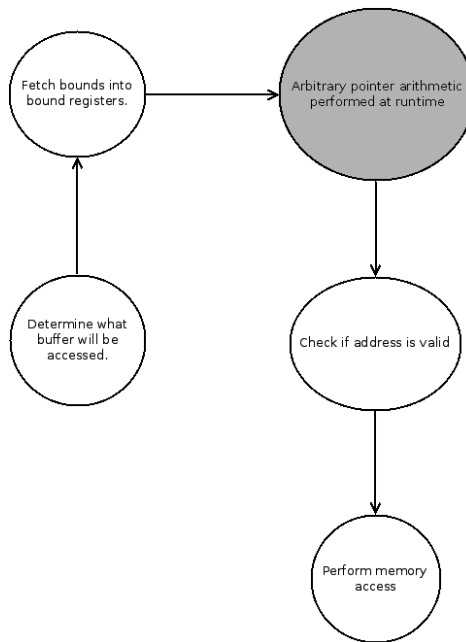 Fetch bounds into
bound registers.
Arbitrary pointer arithmetic
performed at runtime
Determine what
buffer will be
accessed.
Check if address is valid
Perform memory
access